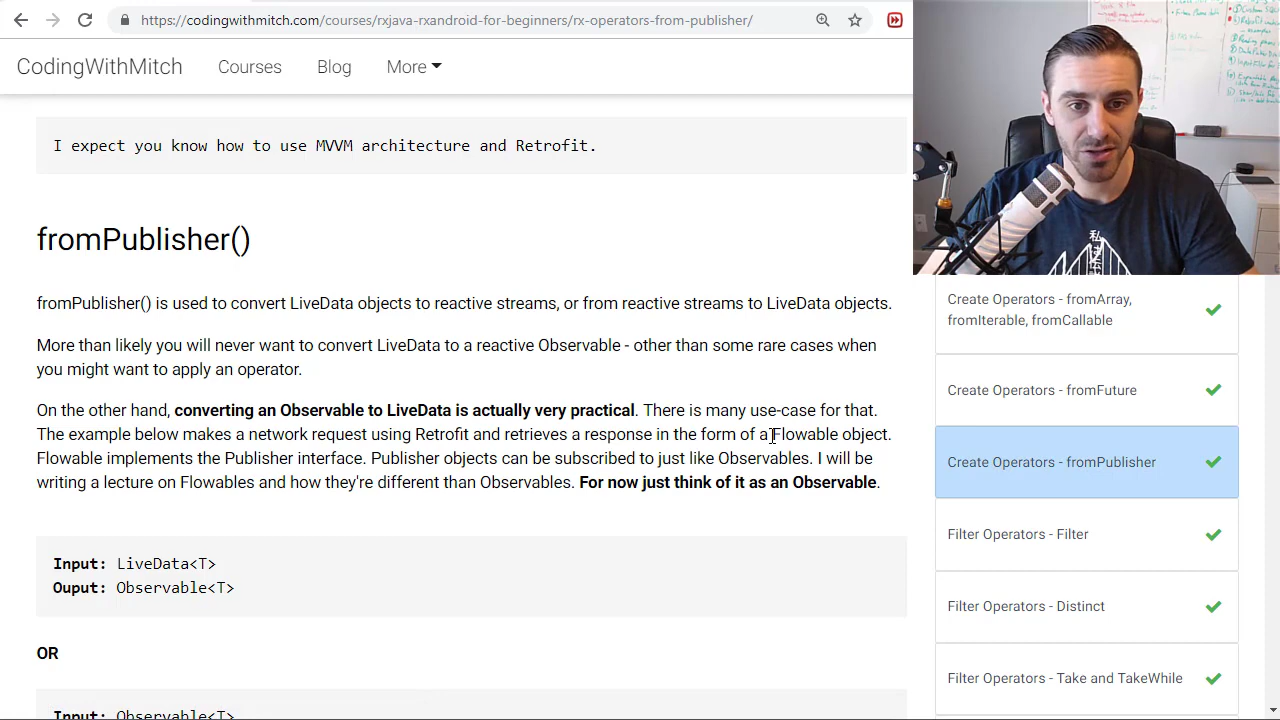 https://codingwithmitch.com/courses/rxjava-rxandroid-for-beginners/rx-operators-from-publisher/
CodingWithMitch
Courses
Blog
More
I expect you know how to use MVVM architecture and Retrofit.
fromPublisher()
fromPublisher() is used to convert LiveData objects to reactive streams, or from reactive streams to LiveData objects.
More than likely you will never want to convert LiveData to a reactive Observable - other than some rare cases when
you might want to apply an operator.
On the other hand, converting an Observable to LiveData is actually very practical. There is many use-case for that.
The example below makes a network request using Retrofit and retrieves a response in the form of a Flowable object.
Flowable implements the Publisher interface. Publisher objects can be subscribed to just like Observables. I will be
writing a lecture on Flowables and how they're different than Observables. For now just think of it as an Observable.
Input: LiveData<T>
Ouput: Observable<T>
OR
Input: Observable<T>
Create Operators - fromArray,
fromIterable, fromCallable
Create Operators - fromFuture
Create Operators - fromPublisher
Filter Operators - Filter
Filter Operators - Distinct
Filter Operators - Take and TakeWhile